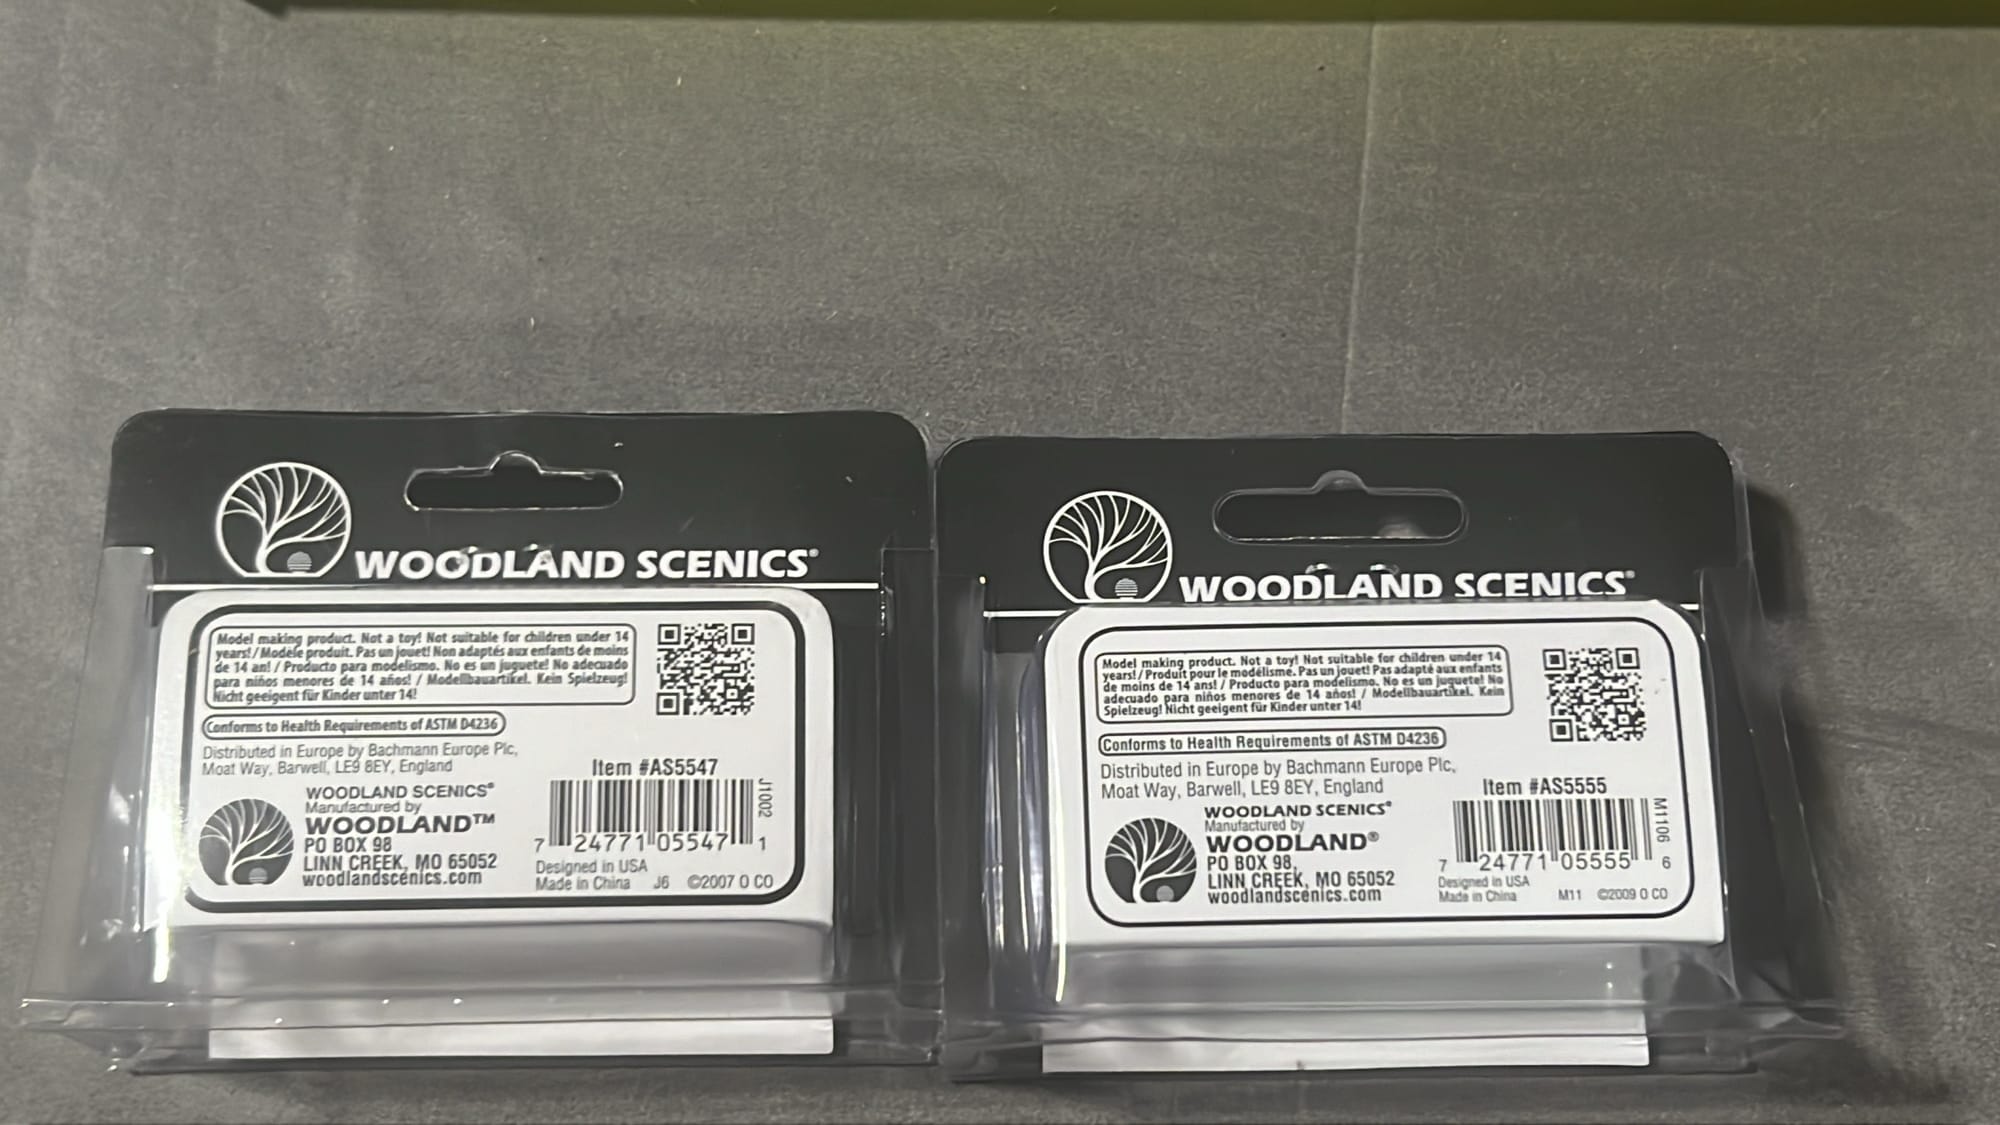 WOODLAND SCENICS®
Model making product. Not a toy! Not suitable for children under 14
years! / Modèle produit. Pas un jouet! Non adaptés aux enfants de moins
de 14 an! / Producto para modelismo. No es un juguete! No adecuado
para niños menores de 14 años! / Modellbauartikel. Kein Spielzeug!
Nicht geeigent für Kinder unter 14!
Conforms to Health Requirements of ASTM D4236
Distributed in Europe by Bachmann Europe Plc,
Moat Way, Barwell, LE9 8EY, England
WOODLAND SCENICS®
Manufactured by
WOODLAND™
PO BOX 98
LINN CREEK, MO 65052
woodlandscenics.com
Item #AS5547
J1002
7 24771 05547 1
Designed in USA
Made in China J6 ©2007 O CO
WOODLAND SCENICS®
Model making product. Not a toy! Not suitable for children under 14
years! / Produit pour le modélisme. Pas un jouet! Pas adapté aux enfants
de moins de 14 ans! / Producto para modelismo. No es un juguete! No
adecuado para niños menores de 14 años! / Modellbauartikel. Kein
Spielzeug! Nicht geeigent für Kinder unter 14!
Conforms to Health Requirements of ASTM D4236
Distributed in Europe by Bachmann Europe Plc,
Moat Way, Barwell, LE9 8EY, England
WOODLAND SCENICS®
Manufactured by
WOODLAND®
PO BOX 98,
LINN CREEK, MO 65052
woodlandscenics.com
Item #AS5555
M1106
7 24771 05555 6
Designed in USA
Made in China M11 ©2009 O CO